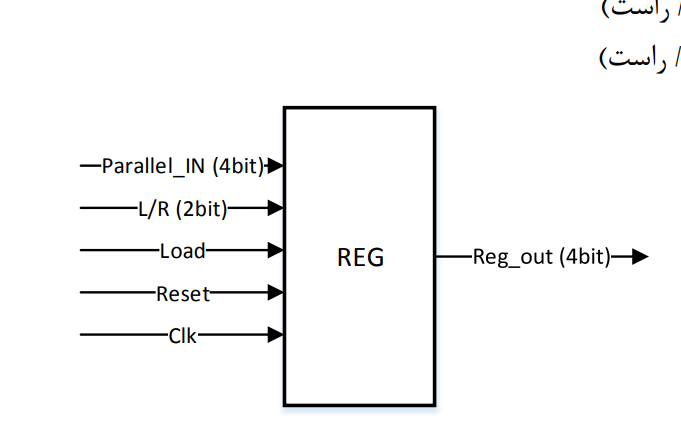 / راست)
/ راست)
Parallel_IN (4bit)
L/R (2bit)
Load
Reset
Clk
REG
Reg_out (4bit)